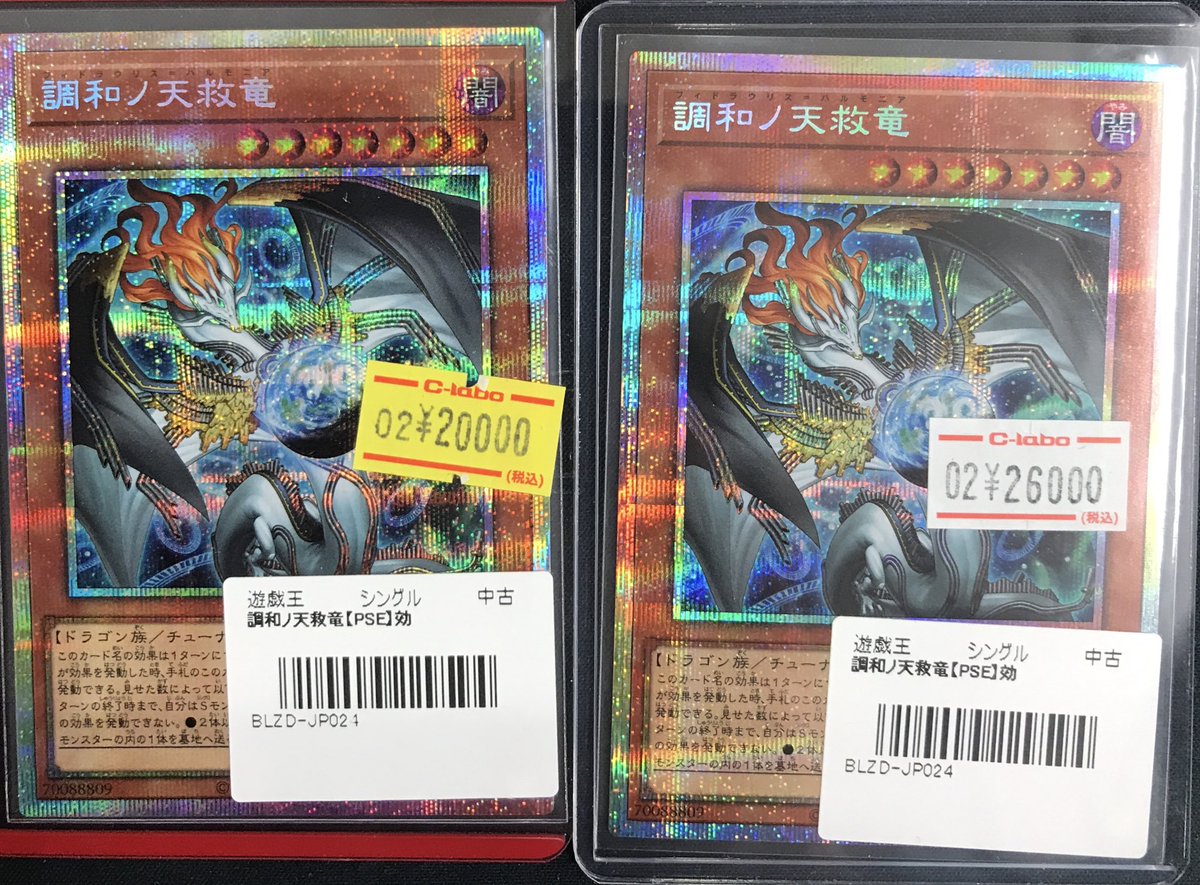 調和ノ天救竜
闇
C-labo
02¥20000
(税込)
遊戯王 シングル 中古
調和ノ天救竜【PSE】効
BLZD-JP024
【ドラゴン族／チューナ
このカード名の効果は1ターンに
が効果を発動した時、手札のこのカ
発動できる。見せた数によって以
ターンの終了時まで、自分はSモン
の効果を発動できない。●2体以
モンスターの内の1体を墓地へ送
70088809
フィドラウリス＝ハルモニア
調和ノ天救竜
やみ
闇
C-labo
02¥26000
(税込)
遊戯王 シングル 中古
調和ノ天救竜【PSE】効
BLZD-JP024
【ドラゴン族／チューナ
このカード名の効果は1ターンに
が効果を発動した時、手札の
発動できる。見せた数によって以
ターンの終了時まで、自分はSモ
の効果を発動できない。●2体
モンスターの内の1体を墓地へ送
70088809